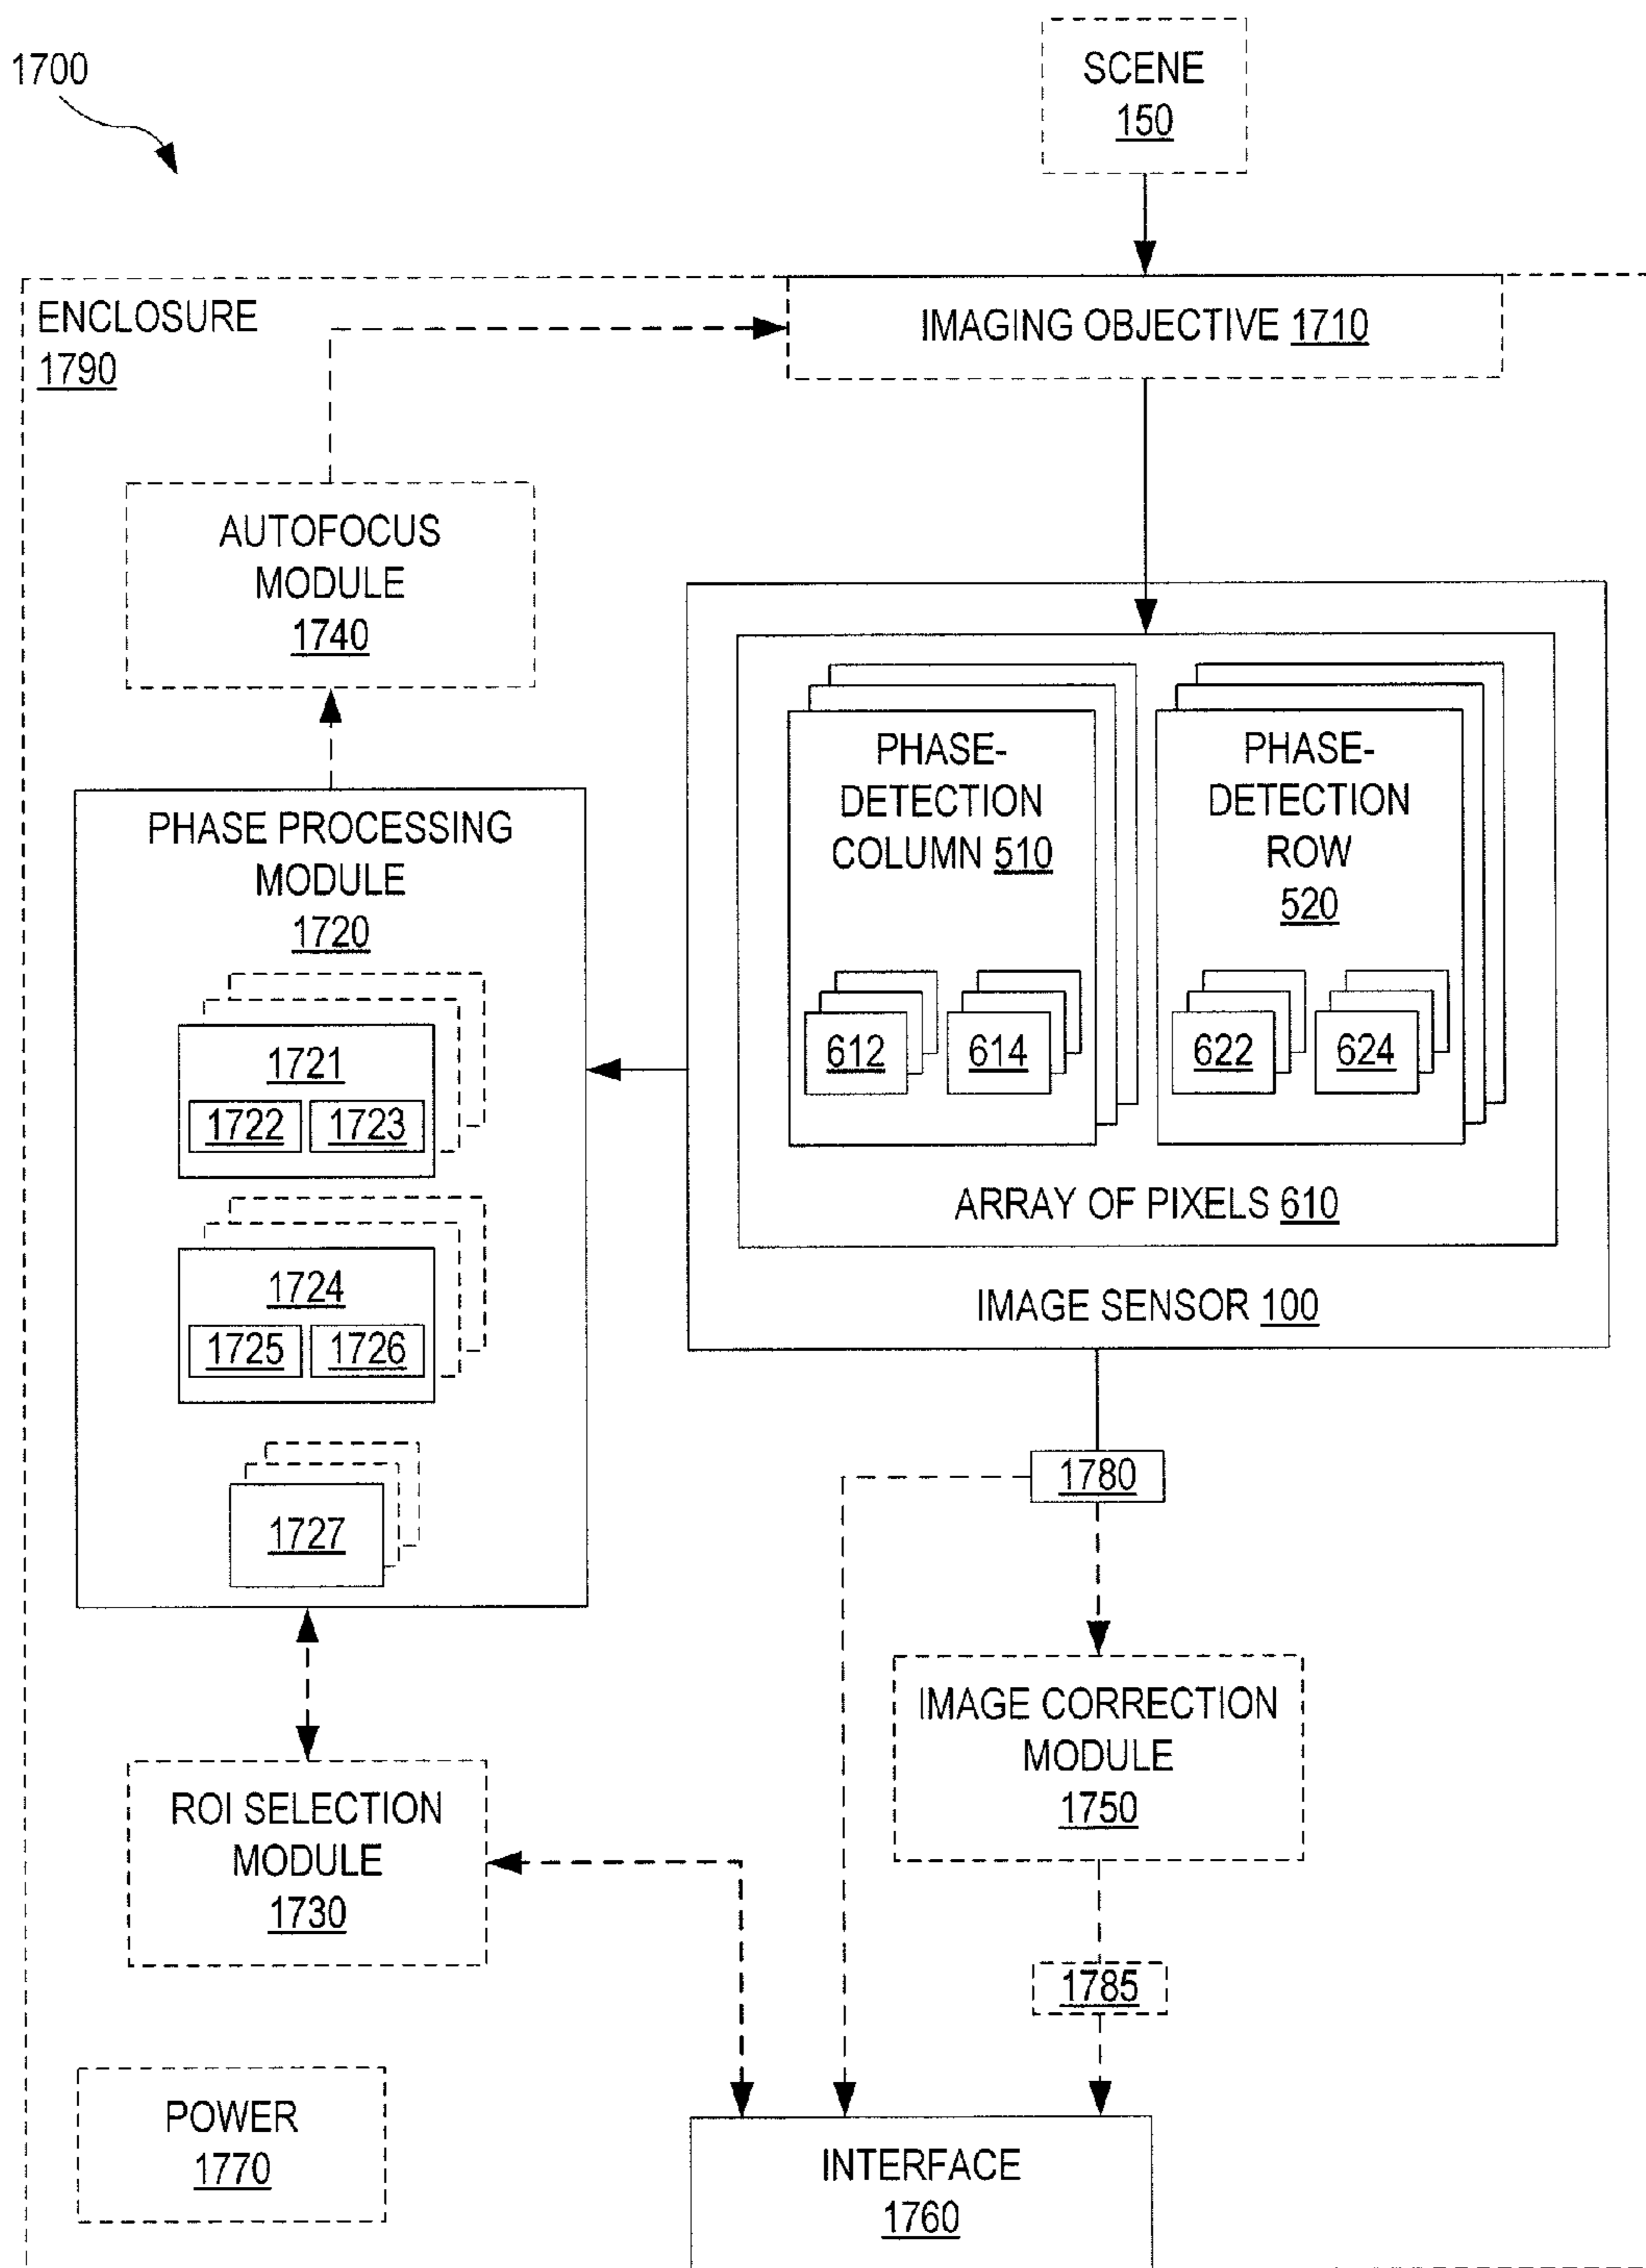 1700
SCENE
150
ENCLOSURE
1790
IMAGING OBJECTIVE 1710
AUTOFOCUS
MODULE
1740
PHASE PROCESSING
MODULE
1720
1721
1722 1723
1724
1725 1726
1727
PHASE-
DETECTION
COLUMN 510
612 614
PHASE-
DETECTION
ROW
520
622 624
ARRAY OF PIXELS 610
IMAGE SENSOR 100
1780
IMAGE CORRECTION
MODULE
1750
ROI SELECTION
MODULE
1730
1785
POWER
1770
INTERFACE
1760